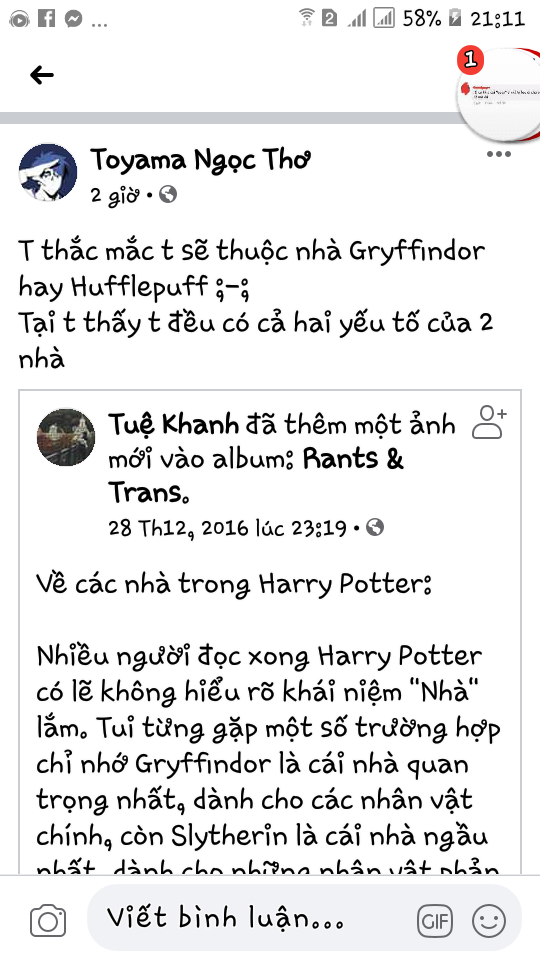 ... 58% 21:11
1
Toyama Ngọc Thơ
2 giờ •
T thắc mắc t sẽ thuộc nhà Gryffindor
hay Hufflepuff ;-;
Tại t thấy t đều có cả hai yếu tố của 2
nhà
Tuệ Khanh đã thêm một ảnh
mới vào album: Rants &
Trans.
28 Th12, 2016 lúc 23:19 •
Về các nhà trong Harry Potter:
Nhiều người đọc xong Harry Potter
có lẽ không hiểu rõ khái niệm "Nhà"
lắm. Tui từng gặp một số trường hợp
chỉ nhớ Gryffindor là cái nhà quan
trọng nhất, dành cho các nhân vật
chính, còn Slytherin là cái nhà ngầu
nhất, dành cho những nhân vật phản
Viết bình luận... GIF